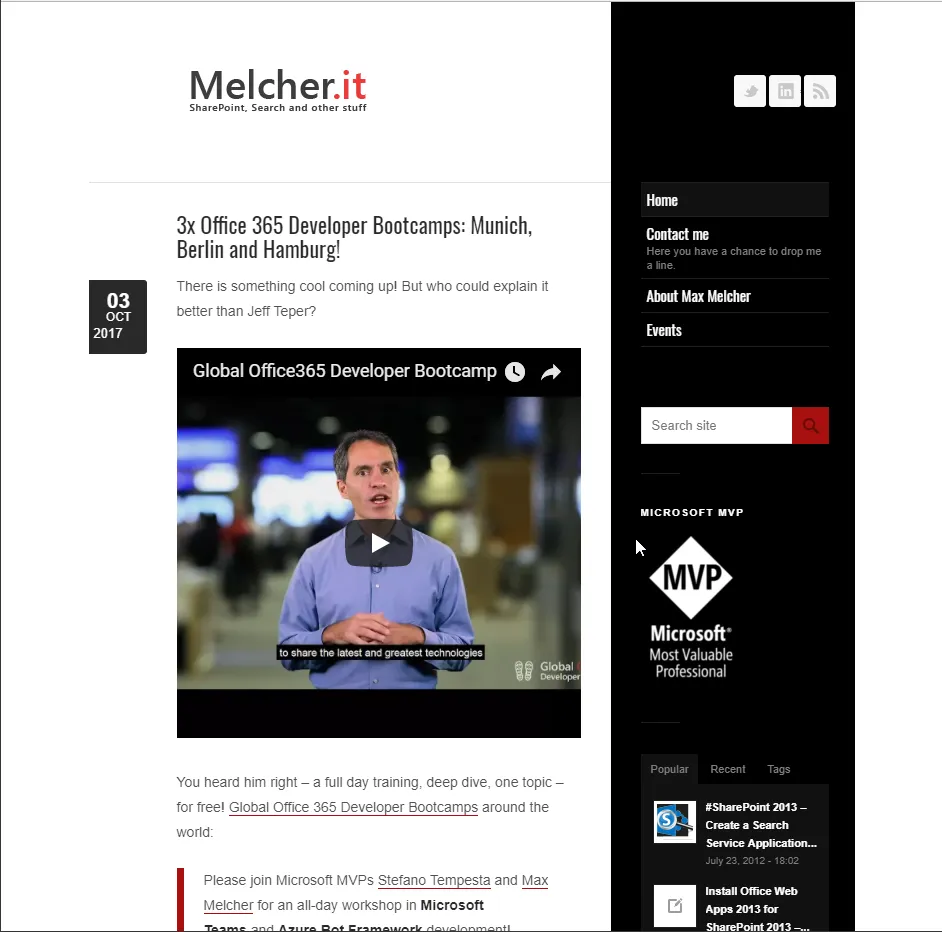 Melcher.it
SharePoint, Search and other stuff
3x Office 365 Developer Bootcamps: Munich,
Berlin and Hamburg!
03
OCT
2017
There is something cool coming up! But who could explain it
better than Jeff Teper?
Global Office365 Developer Bootcamp
to share the latest and greatest technologies
Global
Developer
You heard him right – a full day training, deep dive, one topic –
for free! Global Office 365 Developer Bootcamps around the
world:
Please join Microsoft MVPs Stefano Tempesta and Max
Melcher for an all-day workshop in Microsoft
Teams and Azure Bot Framework development!
in
Home
Contact me
Here you have a chance to drop me
a line.
About Max Melcher
Events
Search site
MICROSOFT MVP
MVP
Microsoft®
Most Valuable
Professional
Popular Recent Tags
S
#SharePoint 2013 –
Create a Search
Service Application...
July 23, 2012 - 18:02
Install Office Web
Apps 2013 for
SharePoint 2013 –...